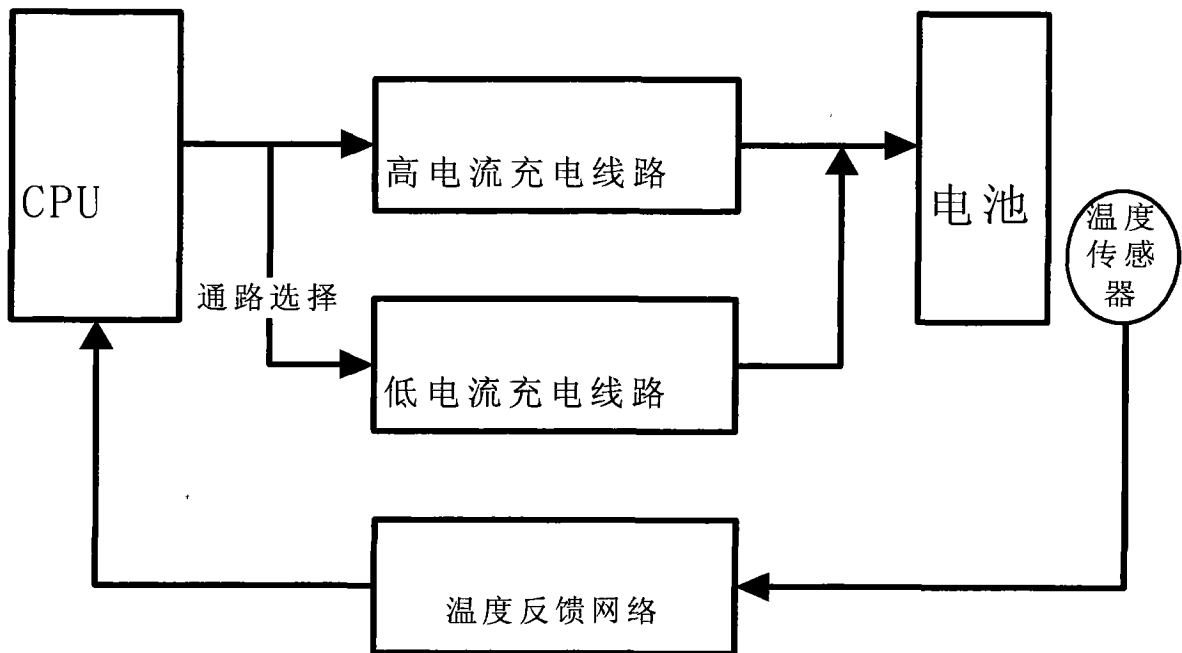 CPU
高电流充电线路
通路选择
低电流充电线路
电池
温度
传感
器
温度反馈网络